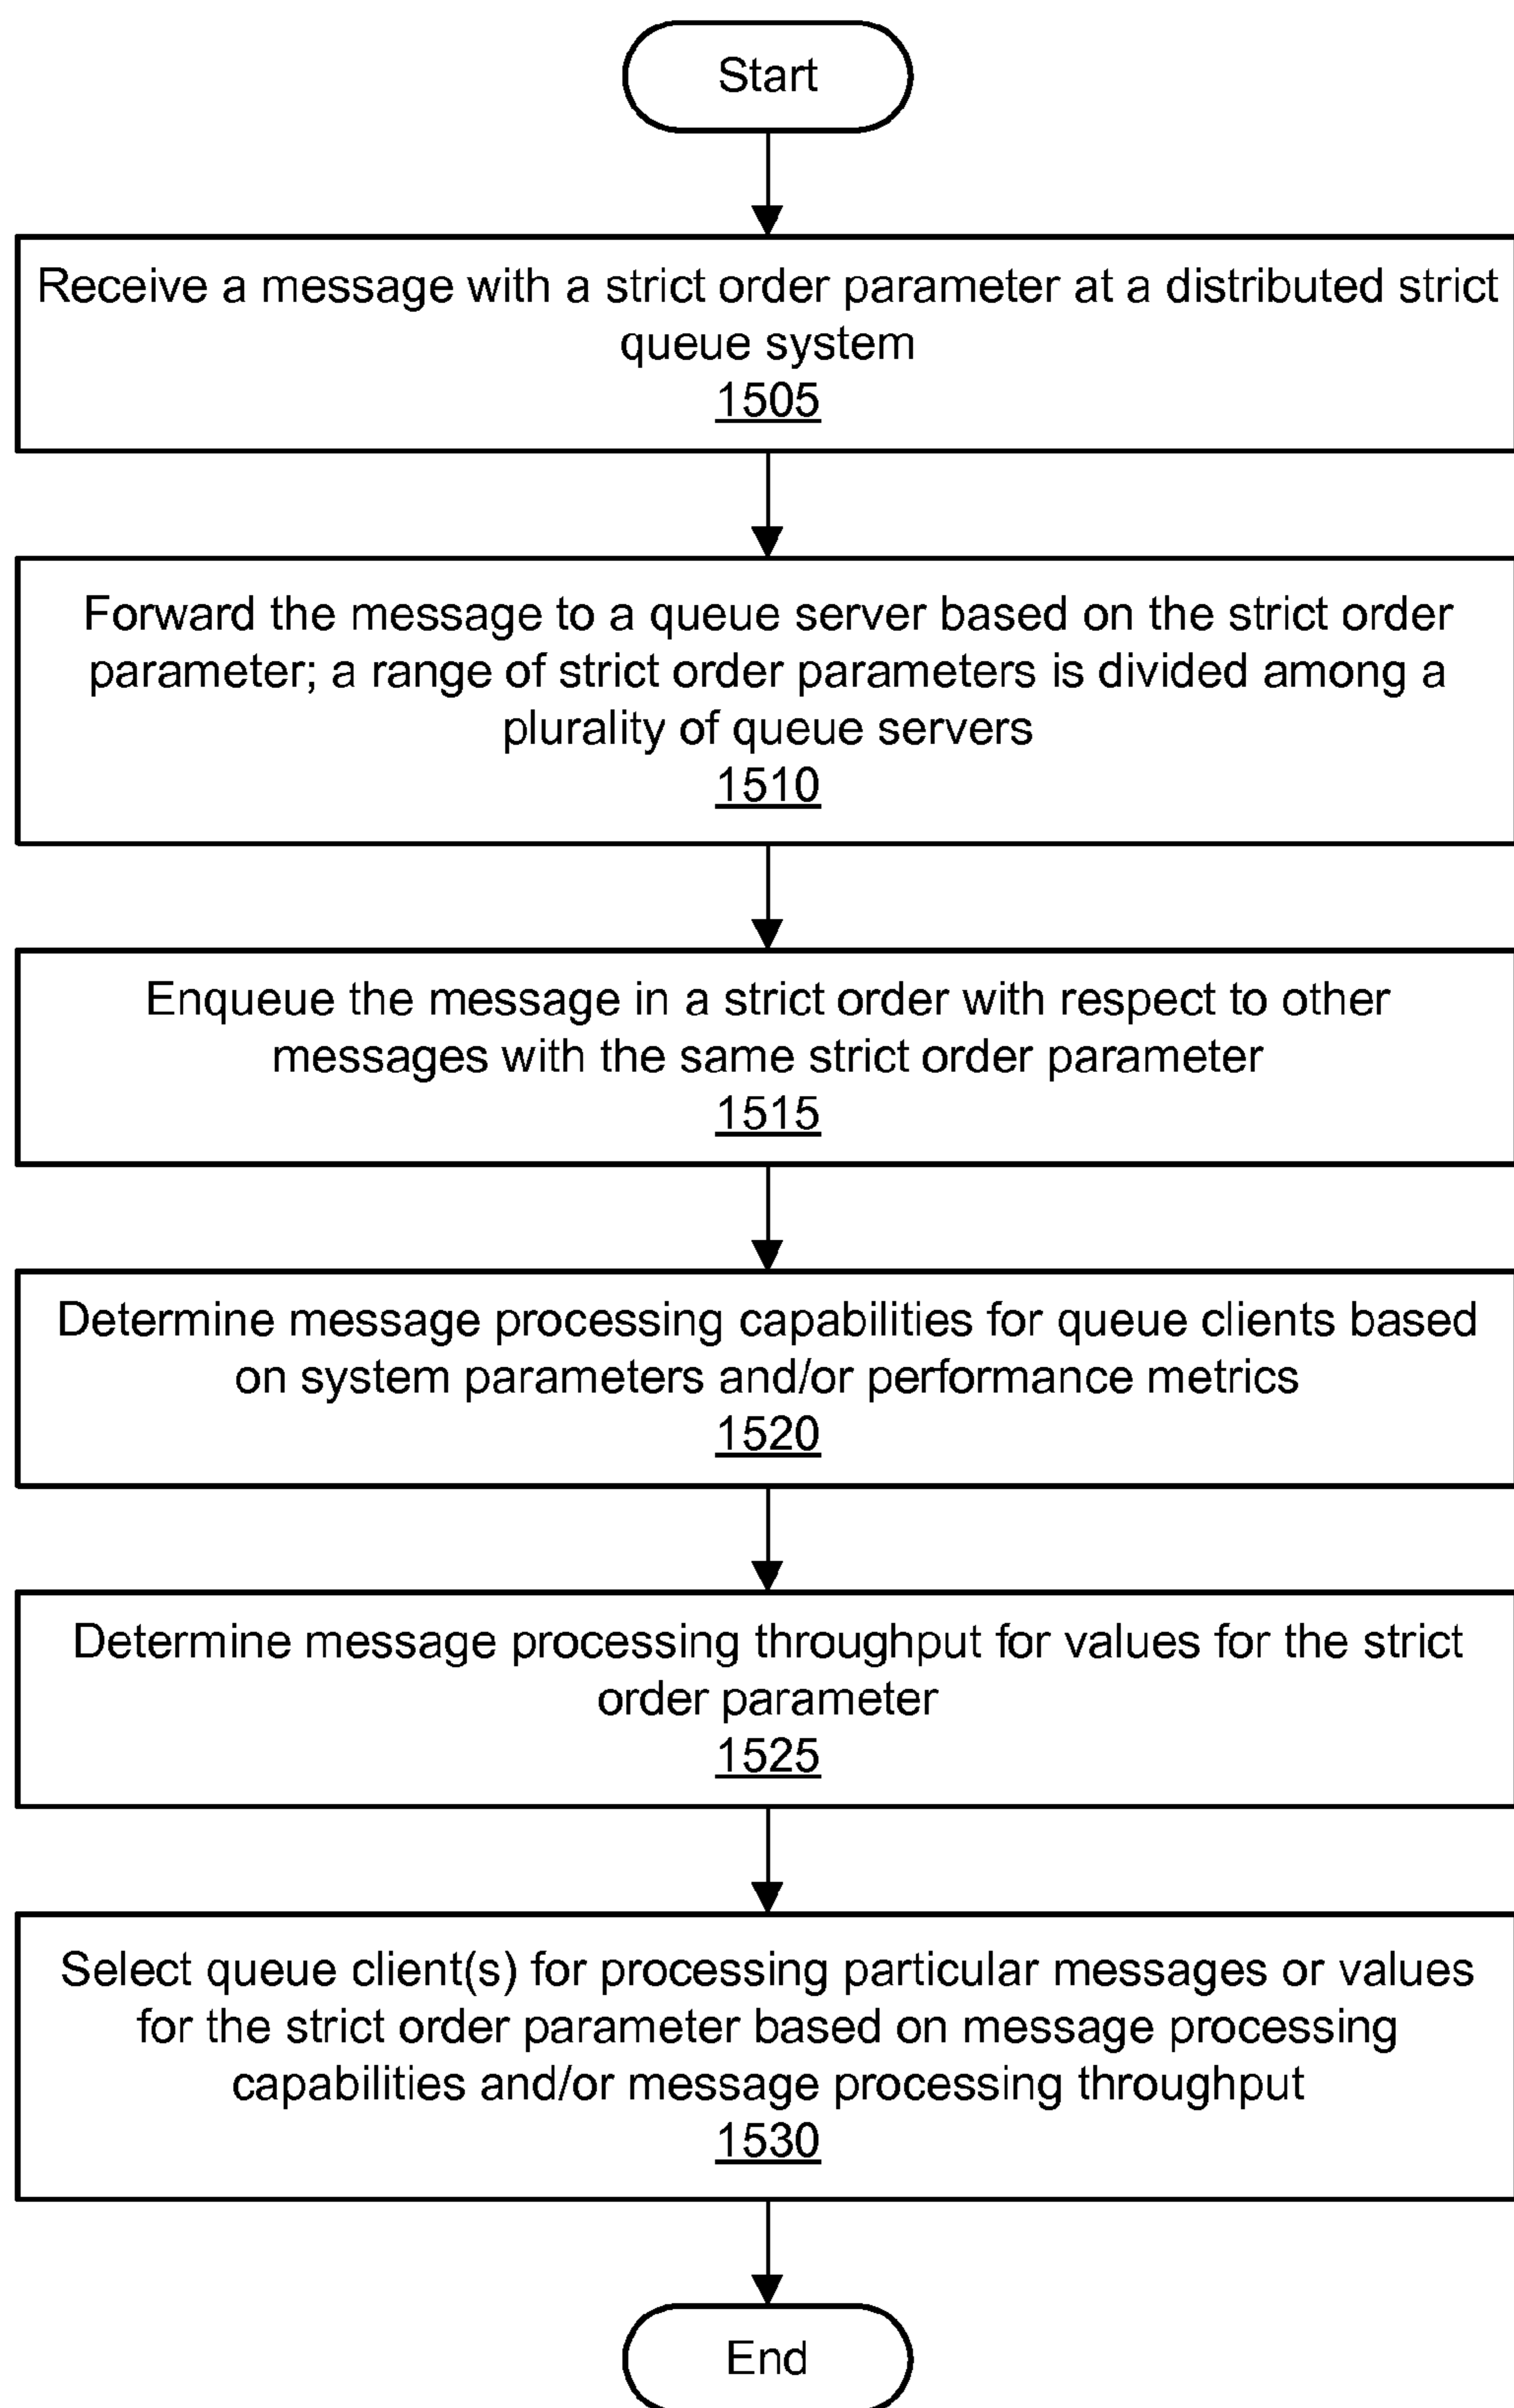 Start
Receive a message with a strict order parameter at a distributed strict
queue system
1505
Forward the message to a queue server based on the strict order
parameter; a range of strict order parameters is divided among a
plurality of queue servers
1510
Enqueue the message in a strict order with respect to other
messages with the same strict order parameter
1515
Determine message processing capabilities for queue clients based
on system parameters and/or performance metrics
1520
Determine message processing throughput for values for the strict
order parameter
1525
Select queue client(s) for processing particular messages or values
for the strict order parameter based on message processing
capabilities and/or message processing throughput
1530
End